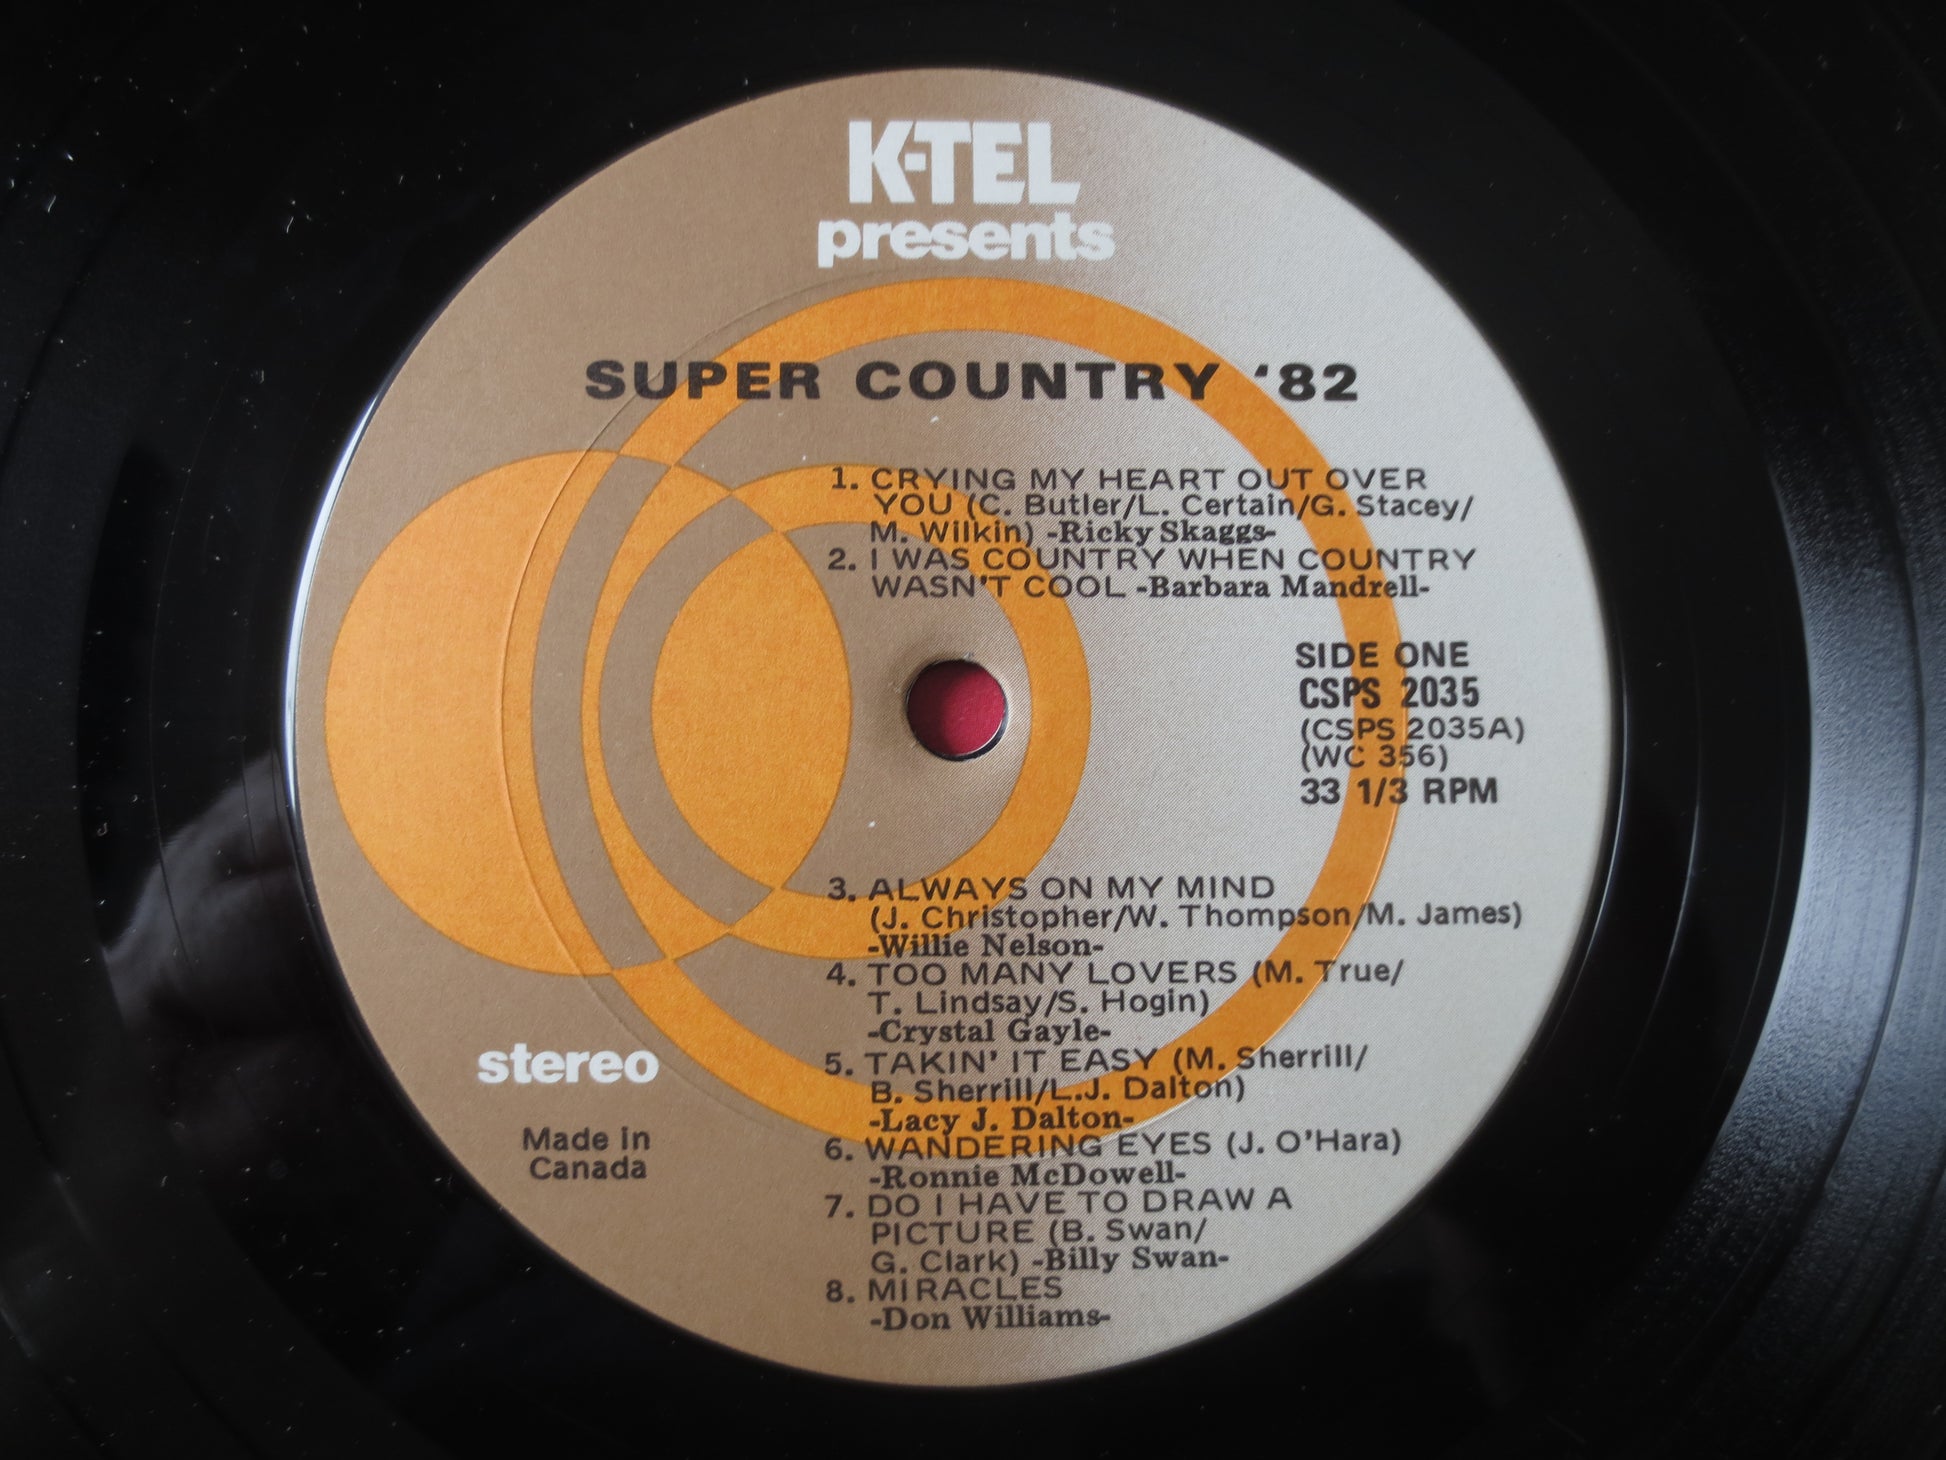 K-TEL
presents
SUPER COUNTRY '82
1. CRYING MY HEART OUT OVER
YOU (C. Butler/L. Certain/G. Stacey/
M. Wilkin) -Ricky Skaggs-
2. I WAS COUNTRY WHEN COUNTRY
WASN'T COOL -Barbara Mandrell-
SIDE ONE
CSPS 2035
(CSPS 2035A)
(WC 356)
33 1/3 RPM
3. ALWAYS ON MY MIND
(J. Christopher/W. Thompson/M. James)
-Willie Nelson-
4. TOO MANY LOVERS (M. True/
T. Lindsay/S. Hogin)
-Crystal Gayle-
5. TAKIN' IT EASY (M. Sherrill/
B. Sherrill/L.J. Dalton)
-Lacy J. Dalton-
6. WANDERING EYES (J. O'Hara)
-Ronnie McDowell-
7. DO I HAVE TO DRAW A
PICTURE (B. Swan/
G. Clark) -Billy Swan-
8. MIRACLES
-Don Williams-
stereo
Made in
Canada